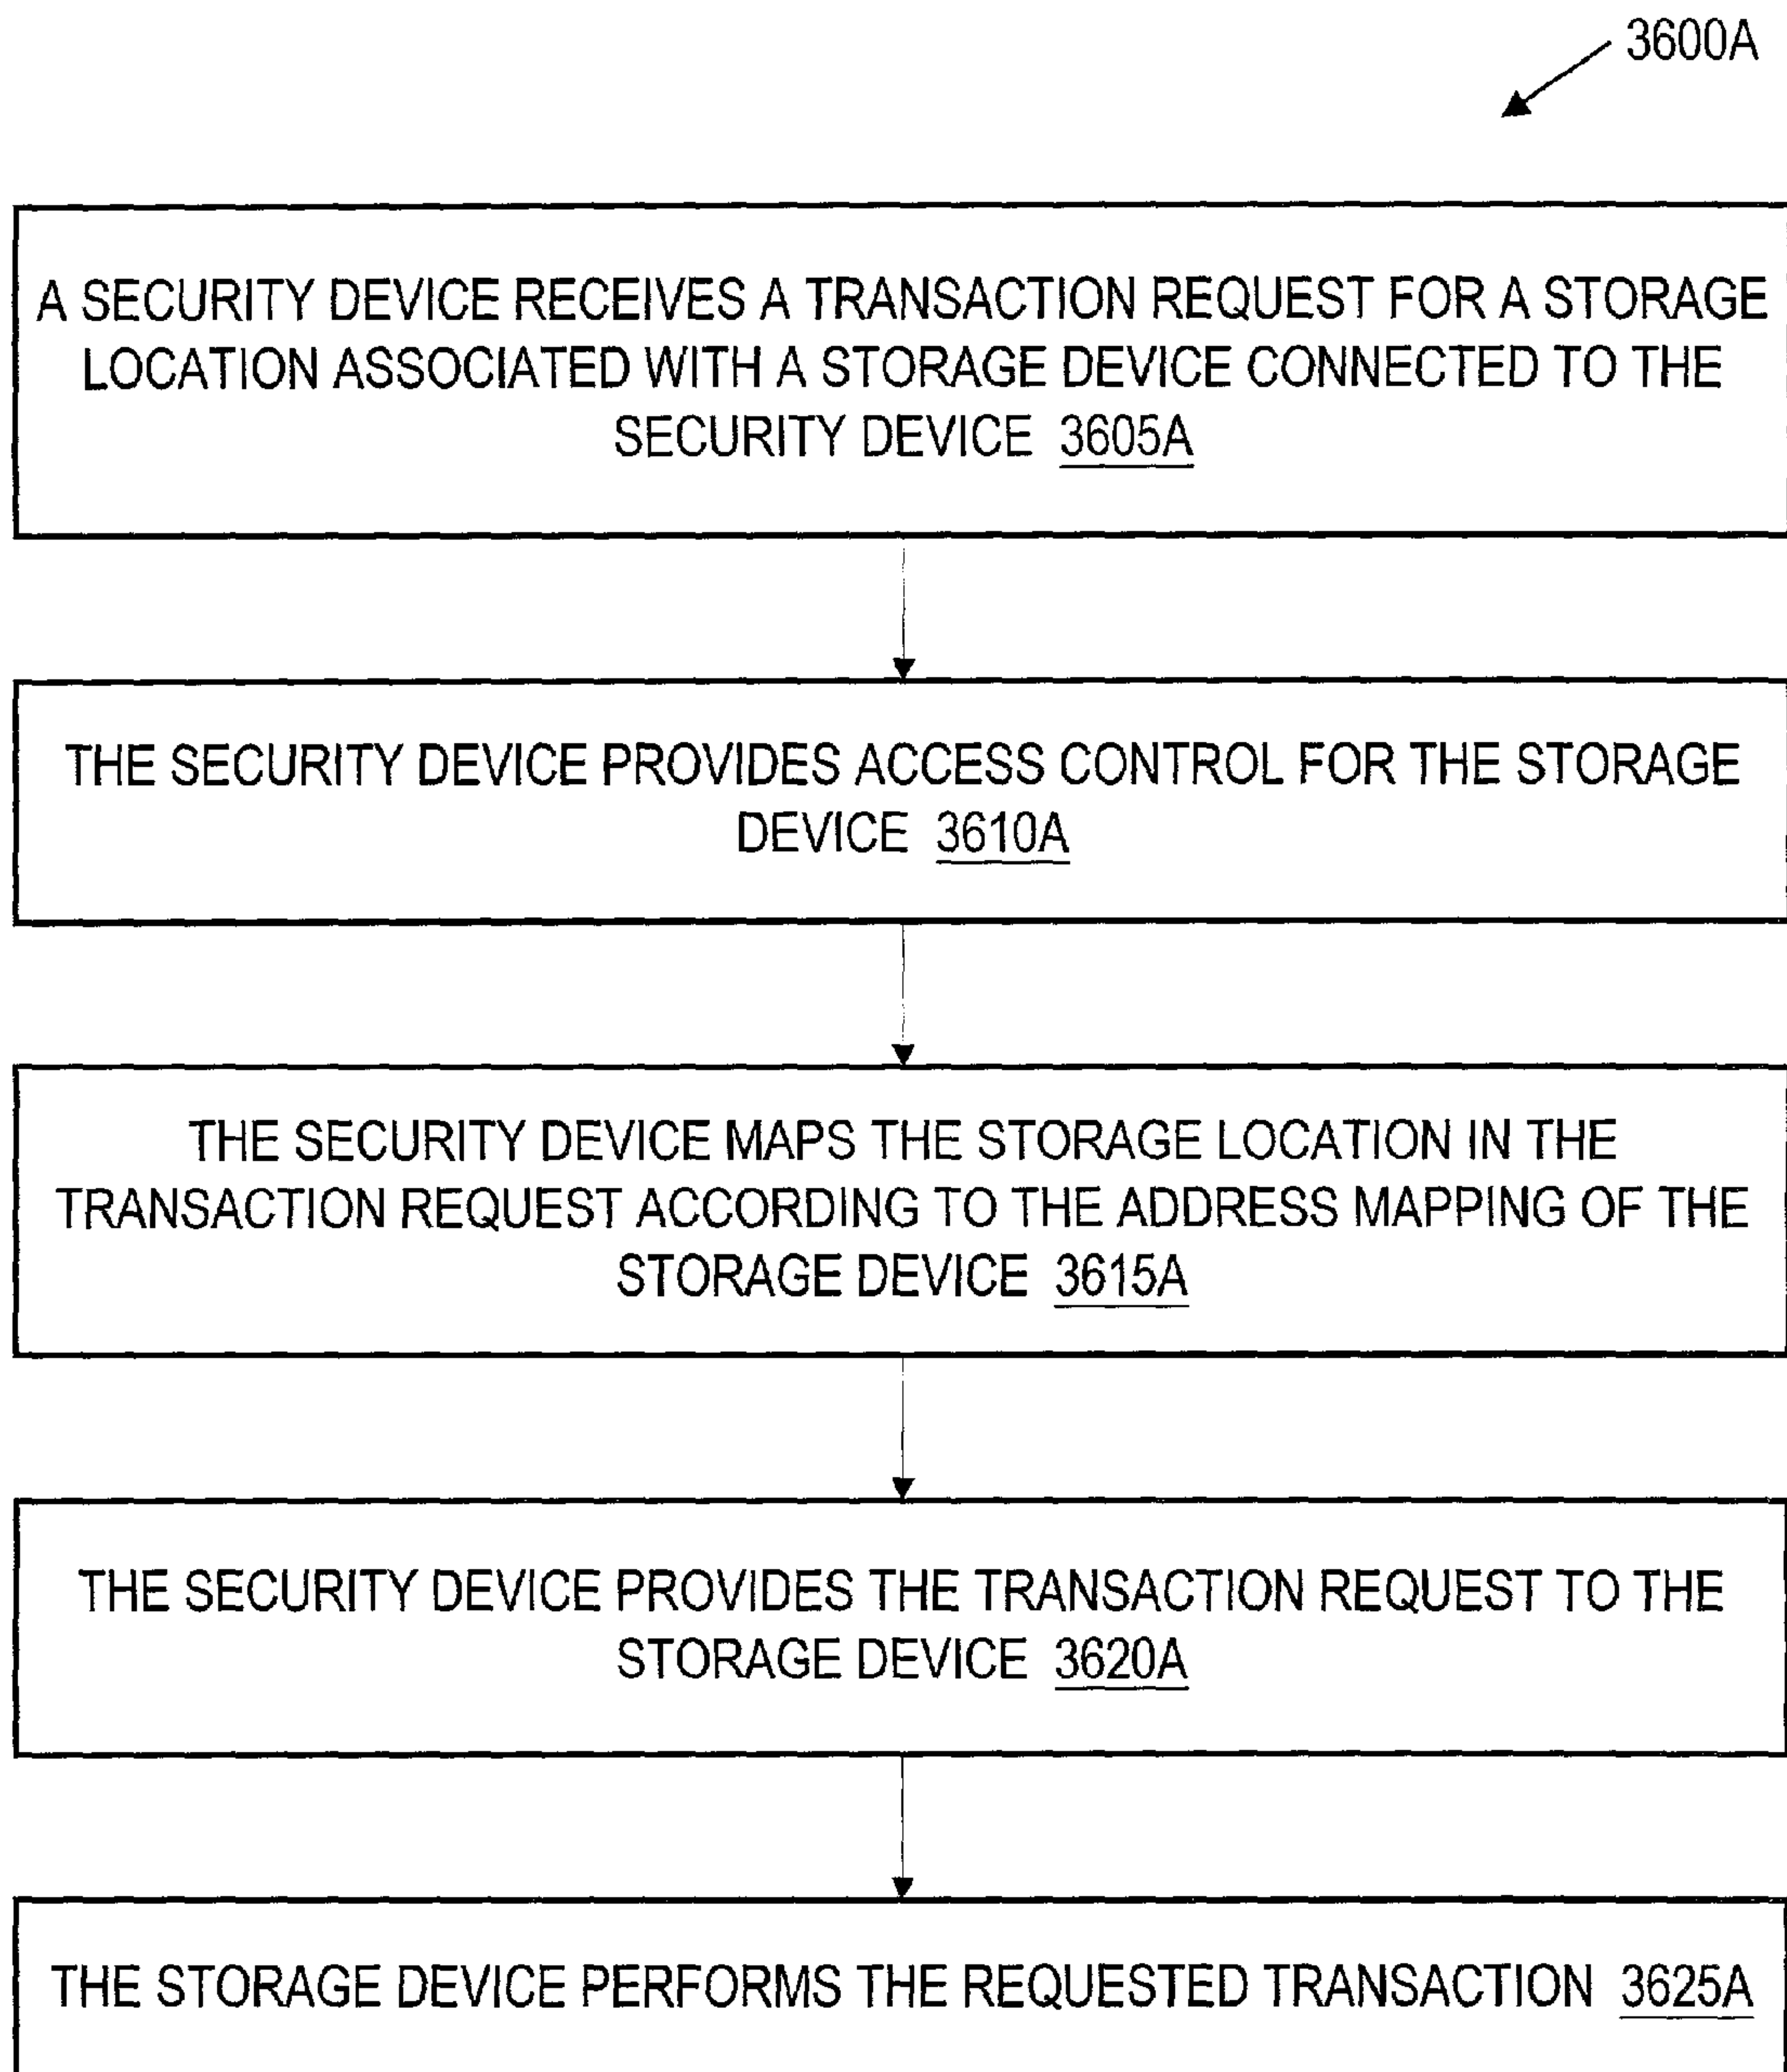 3600A
A SECURITY DEVICE RECEIVES A TRANSACTION REQUEST FOR A STORAGE
LOCATION ASSOCIATED WITH A STORAGE DEVICE CONNECTED TO THE
SECURITY DEVICE 3605A
THE SECURITY DEVICE PROVIDES ACCESS CONTROL FOR THE STORAGE
DEVICE 3610A
THE SECURITY DEVICE MAPS THE STORAGE LOCATION IN THE
TRANSACTION REQUEST ACCORDING TO THE ADDRESS MAPPING OF THE
STORAGE DEVICE 3615A
THE SECURITY DEVICE PROVIDES THE TRANSACTION REQUEST TO THE
STORAGE DEVICE 3620A
THE STORAGE DEVICE PERFORMS THE REQUESTED TRANSACTION 3625A